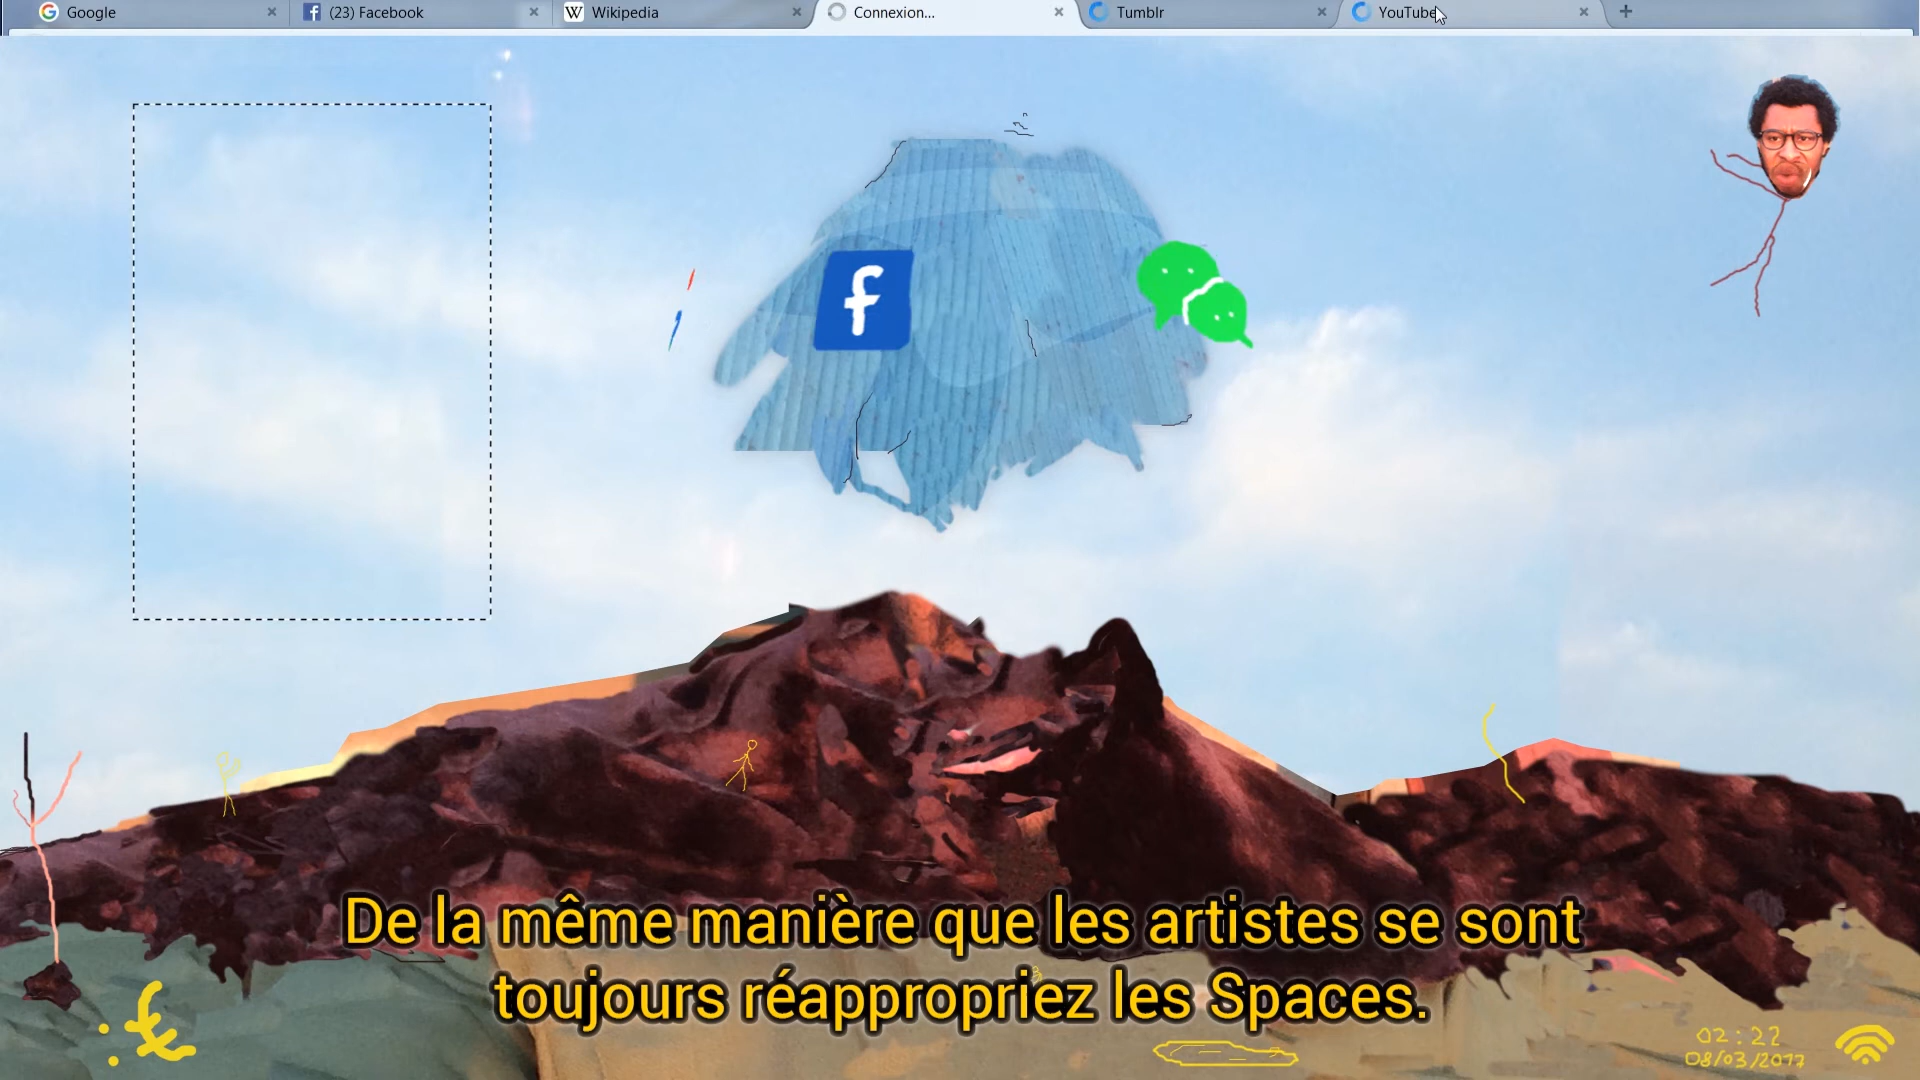 Google
(23) Facebook
Wikipedia
Connexion...
Tumblr
YouTube
f
De la même manière que les artistes se sont
toujours réappropriez les Spaces.
02:22
08/03/2017